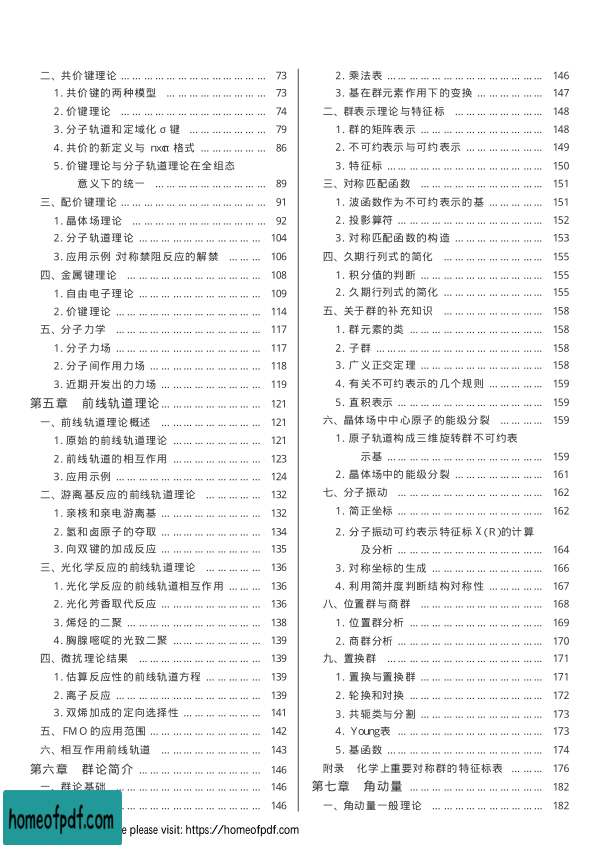 二、共价键理论 …………………………… 73
1. 共价键的两种模型 …………………………… 73
2. 价键理论 …………………………… 74
3. 分子轨道和定域化 σ 键 …………………………… 79
4. 共价的新定义与 nxcπ 格式 …………………………… 86
5. 价键理论与分子轨道理论在全组态
意义下的统一 …………………………… 89
三、配价键理论 …………………………… 91
1. 晶体场理论 …………………………… 92
2. 分子轨道理论 …………………………… 104
3. 应用示例 对称禁阻反应的解禁 ……… 106
四、金属键理论 …………………………… 108
1. 自由电子理论 …………………………… 109
2. 价键理论 …………………………… 114
五、分子力学 …………………………… 117
1. 分子力场 …………………………… 117
2. 分子间作用力场 …………………………… 118
3. 近期开发出的力场 …………………………… 119
第五章 前线轨道理论 …………………………… 121
一、前线轨道理论概述 …………………………… 121
1. 原始的前线轨道理论 …………………………… 121
2. 前线轨道的相互作用 …………………………… 123
3. 应用示例 …………………………… 124
二、游离基反应的前线轨道理论 ……………… 132
1. 亲核和亲电游离基 …………………………… 132
2. 氢和卤原子的夺取 …………………………… 134
3. 向双键的加成反应 …………………………… 135
三、光化学反应的前线轨道理论 ……………… 136
1. 光化学反应的前线轨道相互作用 ……… 136
2. 光化芳香取代反应 …………………………… 136
3. 烯烃的二聚 …………………………… 138
4. 胸腺嘧啶的光致二聚 …………………………… 139
四、微扰理论结果 …………………………… 139
1. 估算反应性的前线轨道方程 ……………… 139
2. 离子反应 …………………………… 139
3. 双烯加成的定向选择性 …………………………… 141
五、FMO 的应用范围 …………………………… 142
六、相互作用前线轨道 …………………………… 143
第六章 群论简介 …………………………… 146
一、群论基础 …………………………… 146
…………………………… 146
2. 乘法表 …………………………… 146
3. 基在群元素作用下的变换 ……………… 147
二、群表示理论与特征标 …………………………… 148
1. 群的矩阵表示 …………………………… 148
2. 不可约表示与可约表示 …………………………… 149
3. 特征标 …………………………… 150
三、对称匹配函数 …………………………… 151
1. 波函数作为不可约表示的基 ……………… 151
2. 投影算符 …………………………… 152
3. 对称匹配函数的构造 …………………………… 153
四、久期行列式的简化 …………………………… 155
1. 积分值的判断 …………………………… 155
2. 久期行列式的简化 …………………………… 155
五、关于群的补充知识 …………………………… 158
1. 群元素的类 …………………………… 158
2. 子群 …………………………… 158
3. 广义正交定理 …………………………… 158
4. 有关不可约表示的几个规则 ……………… 159
5. 直积表示 …………………………… 159
六、晶体场中中心原子的能级分裂 ……………… 159
1. 原子轨道构成三维旋转群不可约表
示基 …………………………… 159
2. 晶体场中的能级分裂 …………………………… 161
七、分子振动 …………………………… 162
1. 简正坐标 …………………………… 162
2. 分子振动可约表示特征标 χ(R)的计算
及分析 …………………………… 164
3. 对称坐标的生成 …………………………… 166
4. 利用简并度判断结构对称性 ……………… 167
八、位置群与商群 …………………………… 168
1. 位置群分析 …………………………… 169
2. 商群分析 …………………………… 170
九、置换群 …………………………… 171
1. 置换与置换群 …………………………… 171
2. 轮换和对换 …………………………… 172
3. 共轭类与分割 …………………………… 173
4. Young表 …………………………… 173
5. 基函数 …………………………… 174
附录 化学上重要对称群的特征标表 ……… 176
第七章 角动量 …………………………… 182
一、角动量一般理论 …………………………… 182
homeofpdf.com
e please visit: https://homeofpdf.com